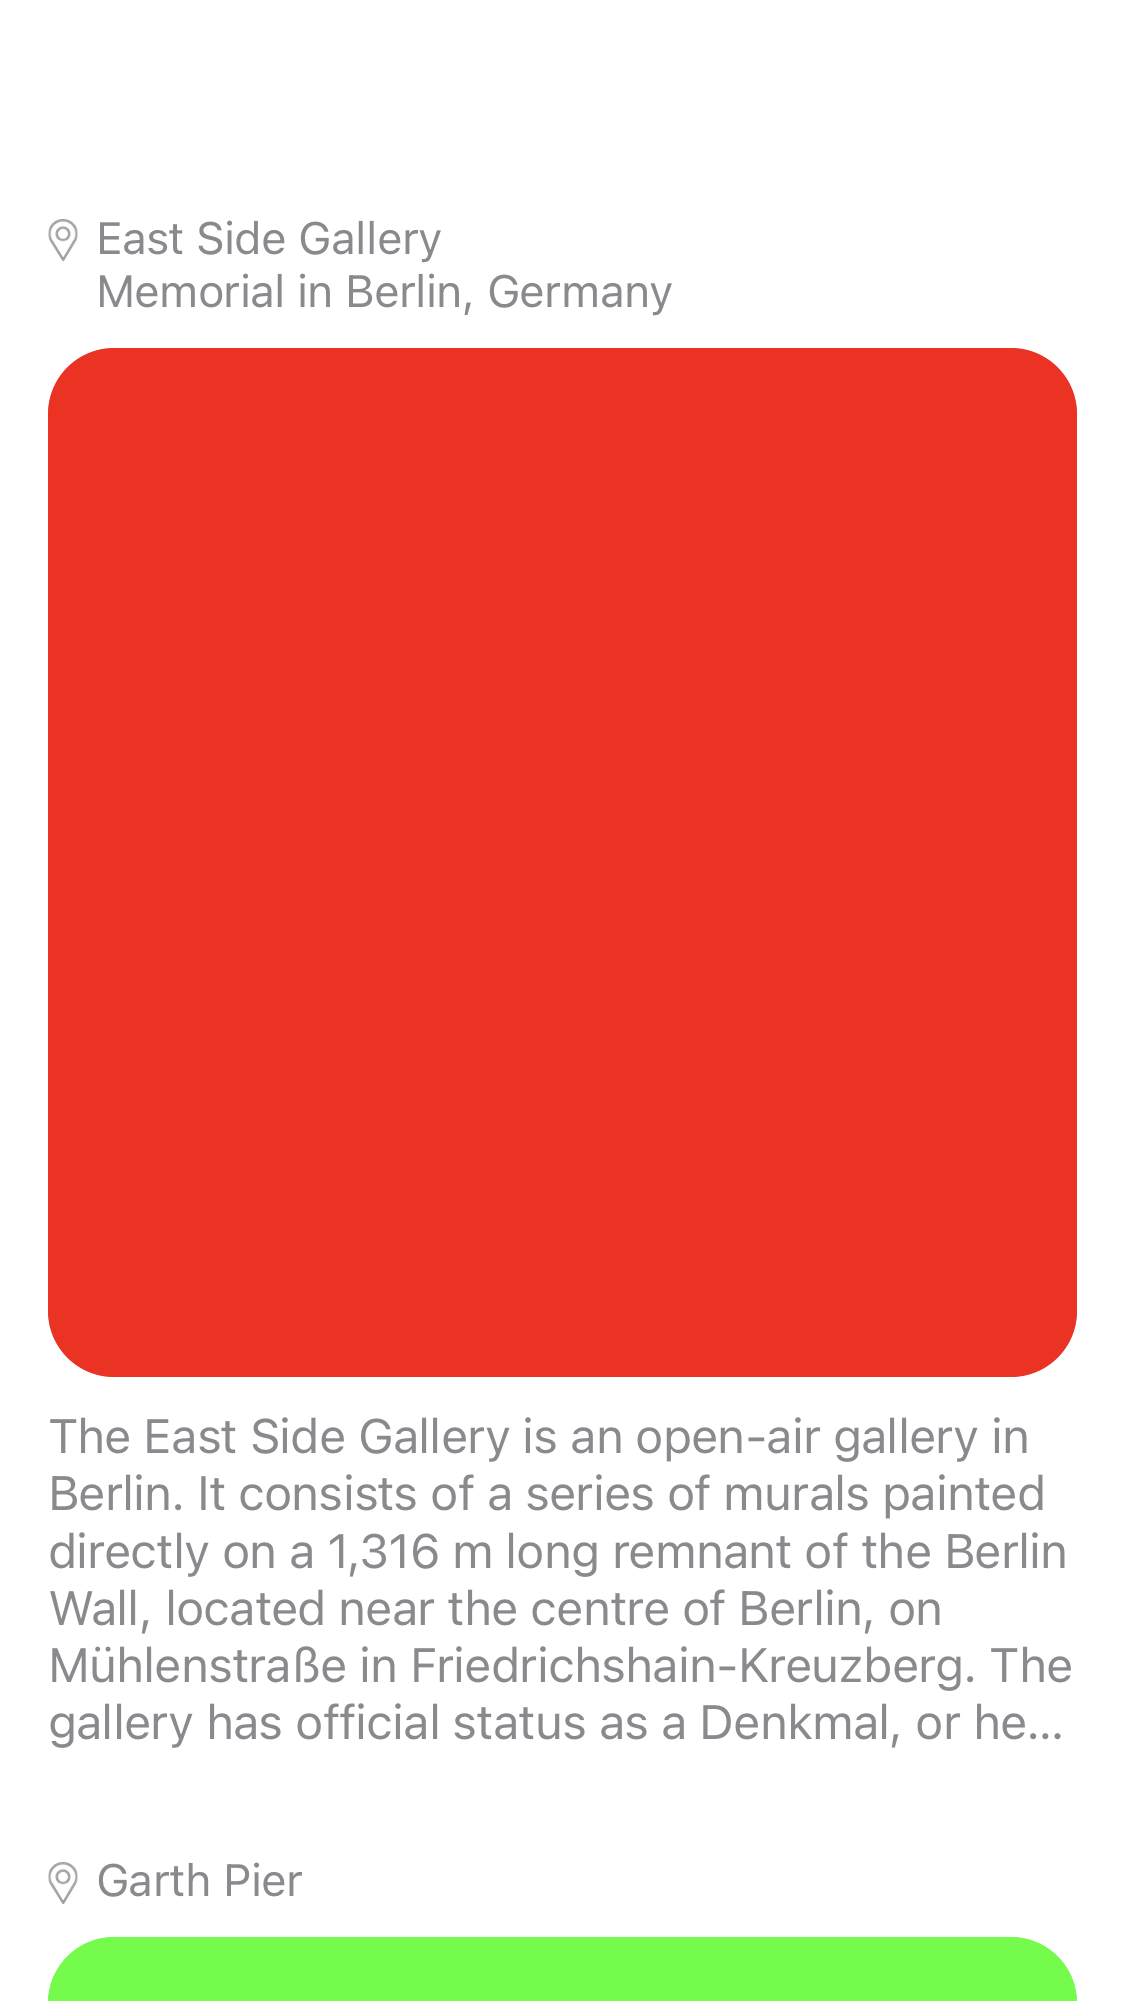 East Side Gallery
Memorial in Berlin, Germany
The East Side Gallery is an open-air gallery in
Berlin. It consists of a series of murals painted
directly on a 1,316 m long remnant of the Berlin
Wall, located near the centre of Berlin, on
Mühlenstraße in Friedrichshain-Kreuzberg. The
gallery has official status as a Denkmal, or he...
Garth Pier